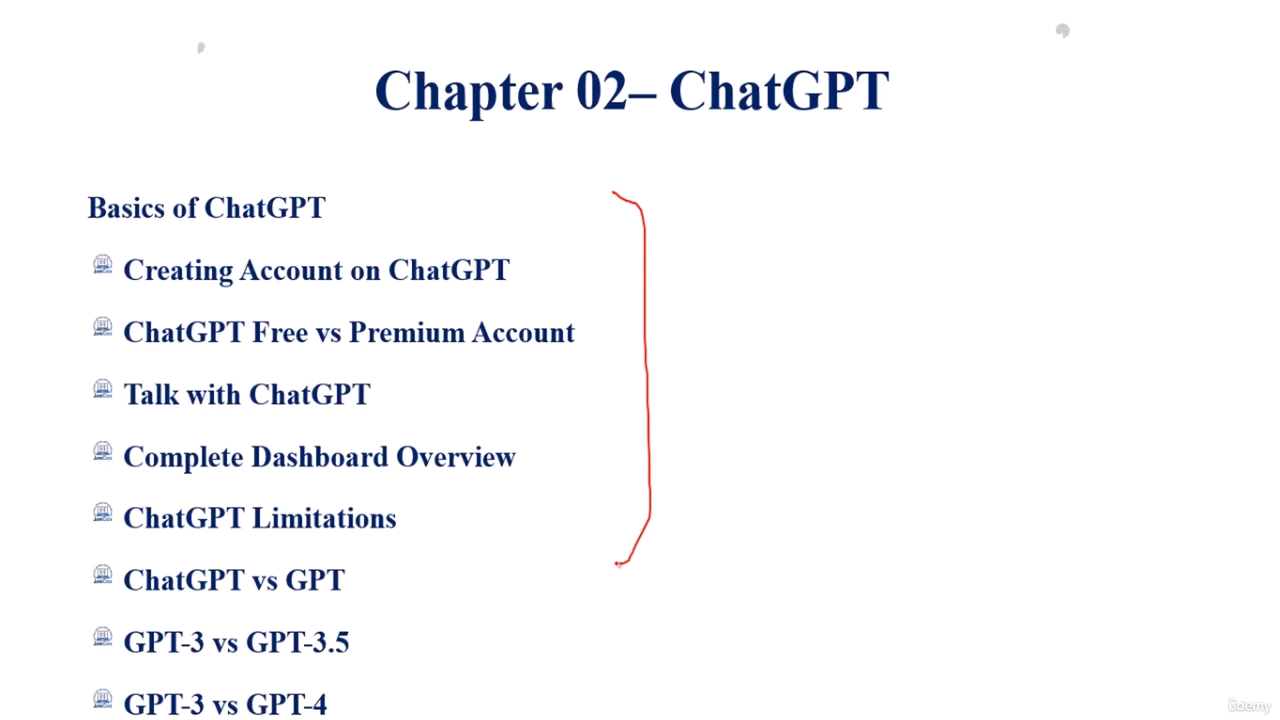 Chapter 02– ChatGPT
Basics of ChatGPT
Creating Account on ChatGPT
ChatGPT Free vs Premium Account
Talk with ChatGPT
Complete Dashboard Overview
ChatGPT Limitations
ChatGPT vs GPT
GPT-3 vs GPT-3.5
GPT-3 vs GPT-4
ûdemy